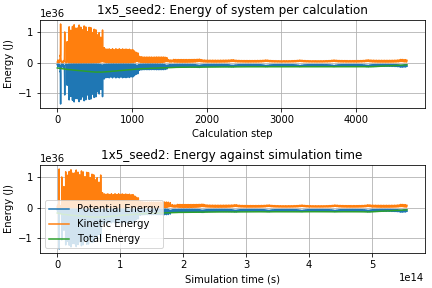 1x5_seed2: Energy of system per calculation
1e36
1
0
−1
Energy (J)
0 1000 2000 3000 4000
Calculation step
1x5_seed2: Energy against simulation time
1e36
1
0
−1
Energy (J)
Potential Energy
Kinetic Energy
Total Energy
0 1 2 3 4 5
1e14
Simulation time (s)